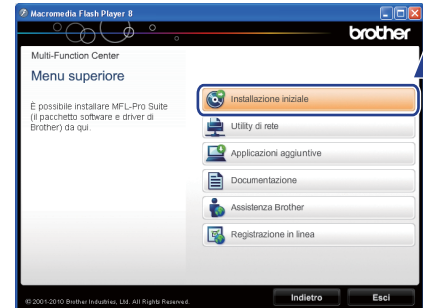 Macromedia Flash Player 8
brother
Multi-Function Center
Menu superiore
È possibile installare MFL-Pro Suite
(il pacchetto software e driver di
Brother) da qui.
Installazione iniziale
Utility di rete
Applicazioni aggiuntive
Documentazione
Assistenza Brother
Registrazione in linea
© 2001-2010 Brother Industries, Ltd. All Rights Reserved.
Indietro
Esci